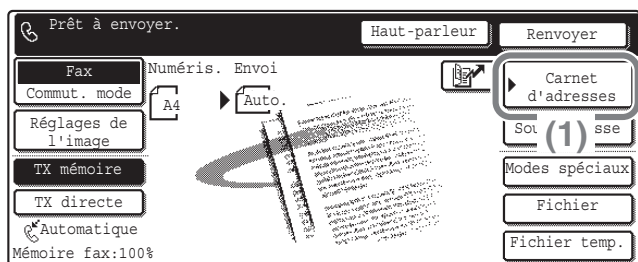 Prêt à envoyer.
Haut-parleur
Renvoyer
Fax
Commut. mode
Numéris.
Envoi
A4
Auto.
Carnet
d'adresses
Réglages de
l'image
(1)
TX mémoire
Modes spéciaux
TX directe
Fichier
Automatique
Mémoire fax:100%
Fichier temp.